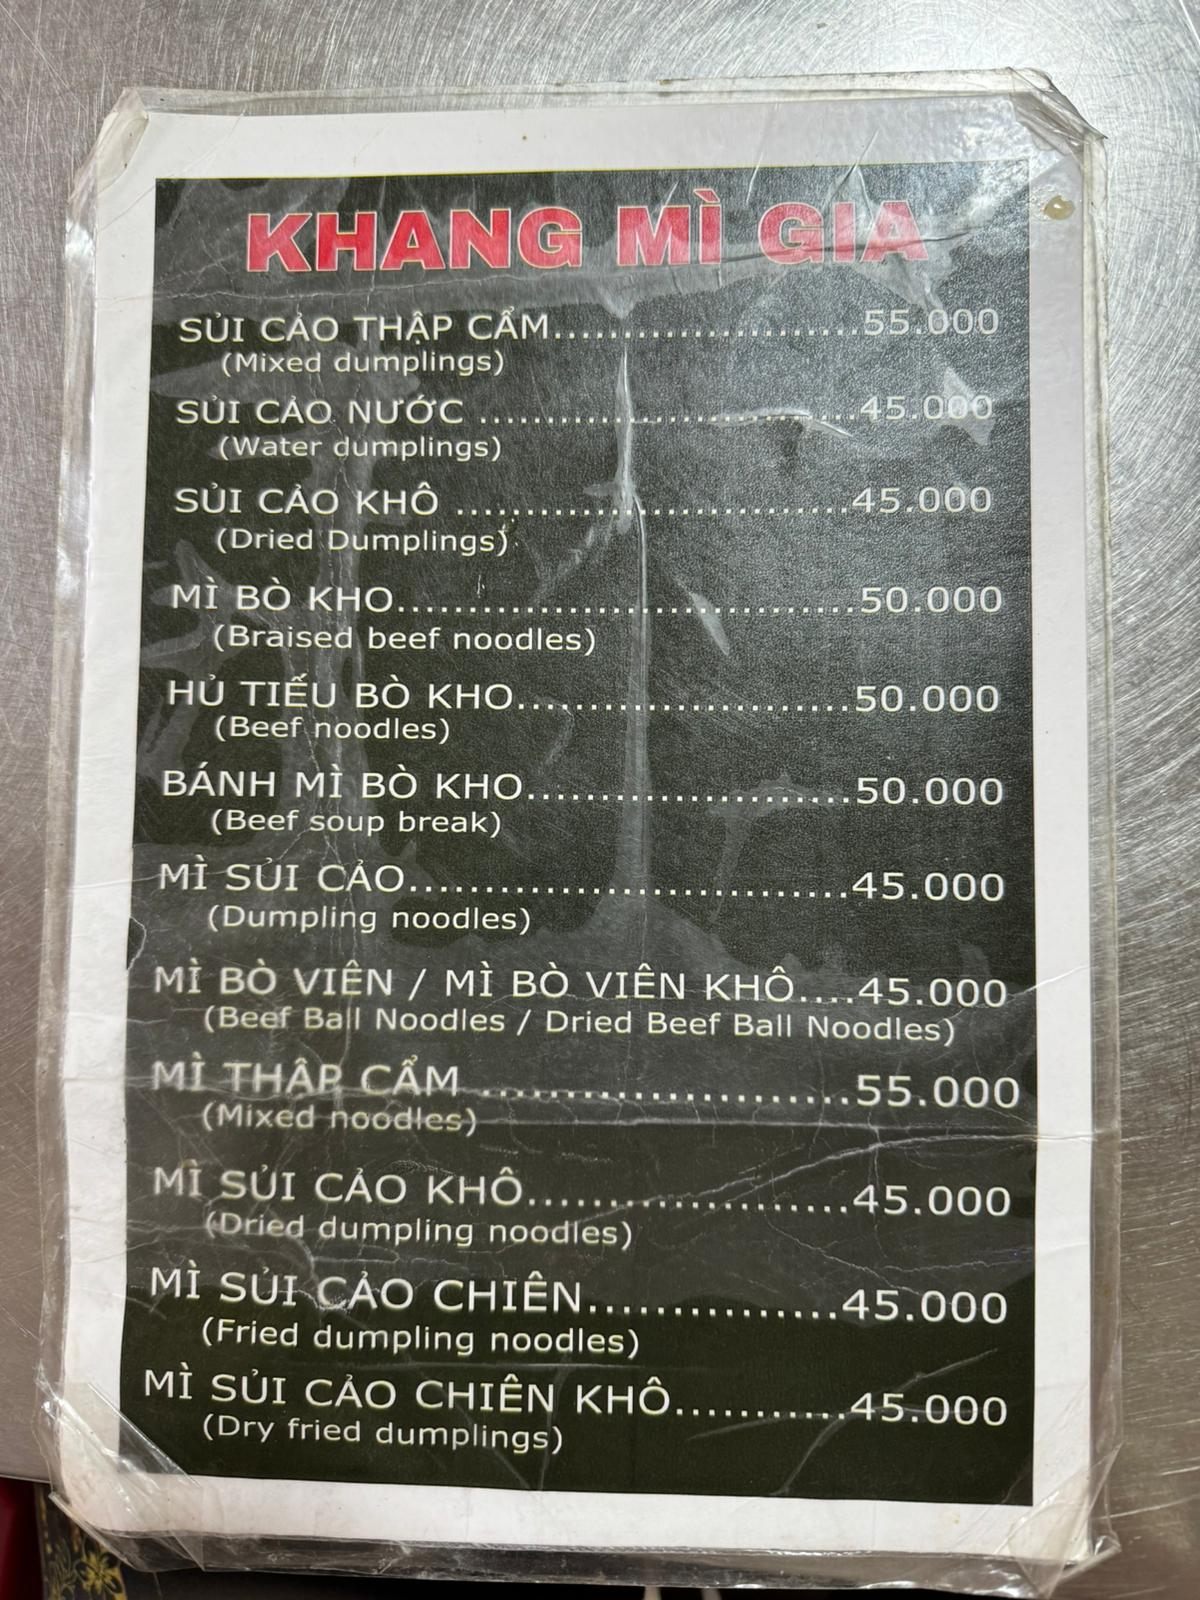 KHANG MÌ GIA
SỦI CẢO THẬP CẨM......................55.000
(Mixed dumplings)
SỦI CẢO NƯỚC ...........................45.000
(Water dumplings)
SỦI CẢO KHÔ ............................45.000
(Dried Dumplings)
MÌ BÒ KHO.................................50.000
(Braised beef noodles)
HỦ TIẾU BÒ KHO........................50.000
(Beef noodles)
BÁNH MÌ BÒ KHO.......................50.000
(Beef soup break)
MÌ SỦI CẢO...............................45.000
(Dumpling noodles)
MÌ BÒ VIÊN / MÌ BÒ VIÊN KHÔ....45.000
(Beef Ball Noodles / Dried Beef Ball Noodles)
MÌ THẬP CẨM ..........................55.000
(Mixed noodles)
MÌ SỦI CẢO KHÔ.......................45.000
(Dried dumpling noodles)
MÌ SỦI CẢO CHIÊN.................45.000
(Fried dumpling noodles)
MÌ SỦI CẢO CHIÊN KHÔ...........45.000
(Dry fried dumplings)